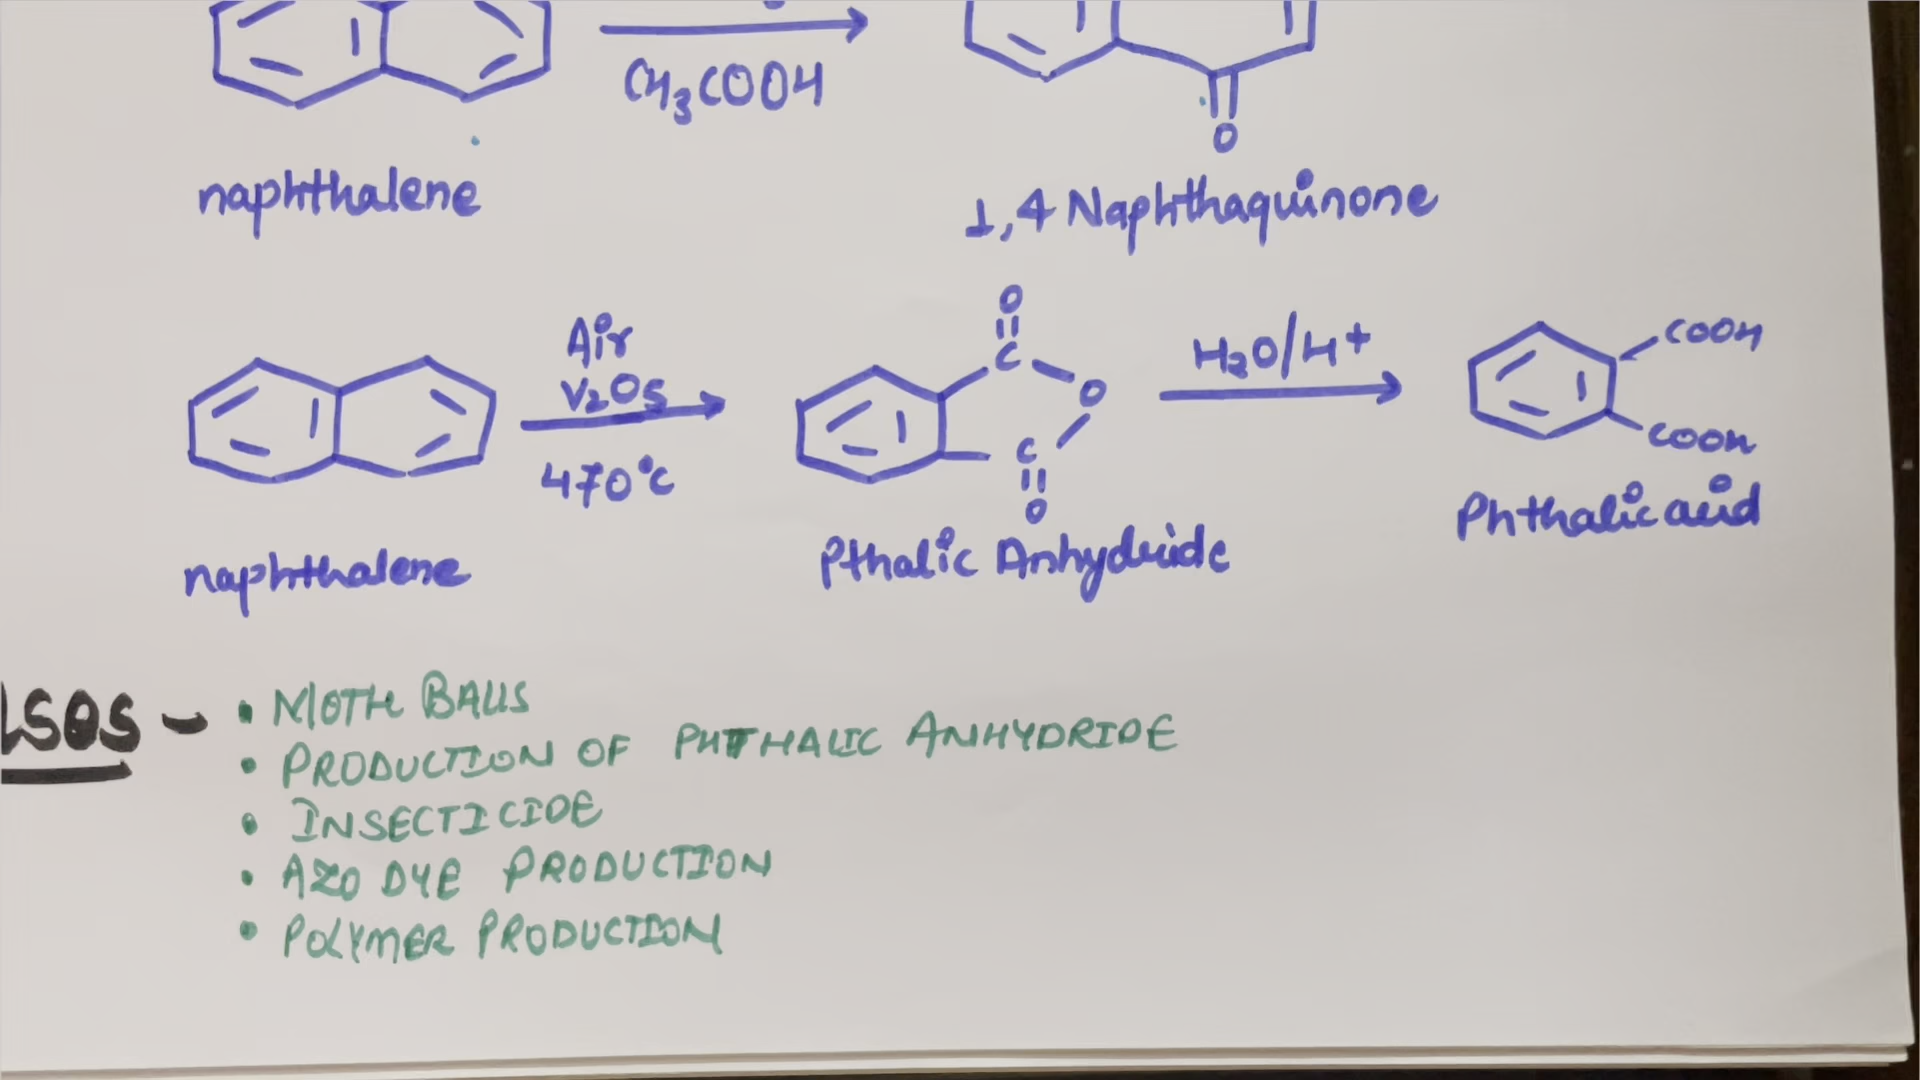 CH3COOH
O
naphthalene
1,4 Naphthaquinone
Air
V2O5
470°C
O
C
O
C
O
H2O/H+
COOH
COOH
naphthalene
Pthalic Anhydride
Phthalic acid
• MOTH BALLS
• PRODUCTION OF PHTHALIC ANHYDRIDE
• INSECTICIDE
• AZO DYE PRODUCTION
• POLYMER PRODUCTION